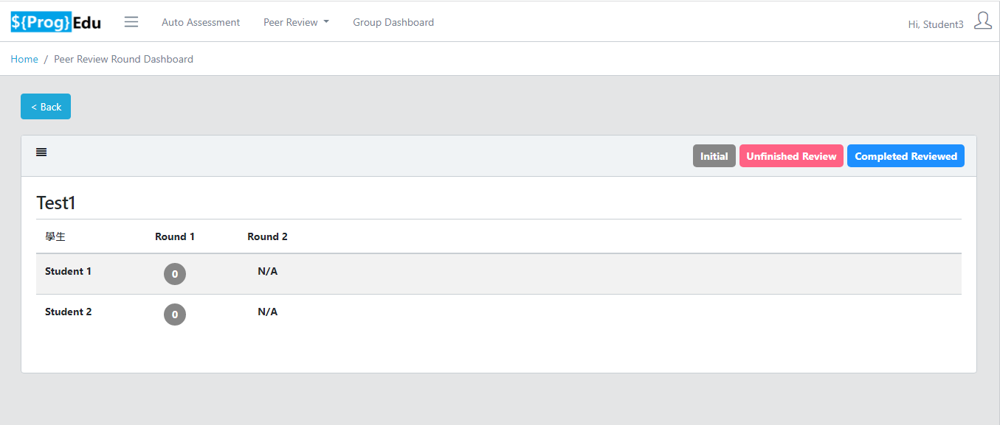 ${Prog}Edu Auto Assessment Peer Review Group Dashboard Hi, Student3
Home / Peer Review Round Dashboard
< Back
Initial Unfinished Review Completed Reviewed
Test1
學生 Round 1 Round 2
Student 1 0 N/A
Student 2 0 N/A